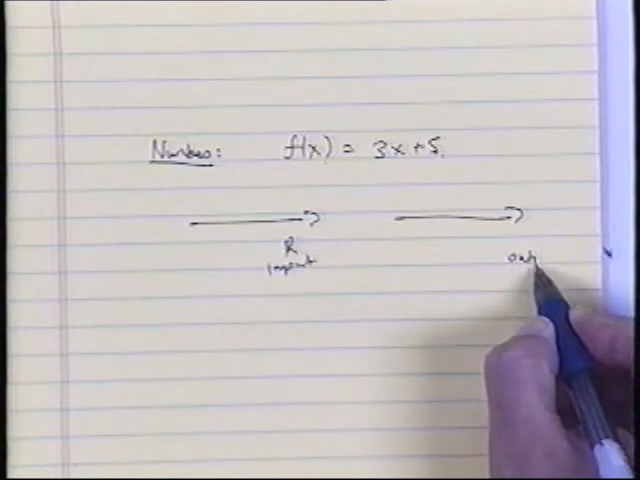 Numbers: f(x) = 3x+5
R
input
out